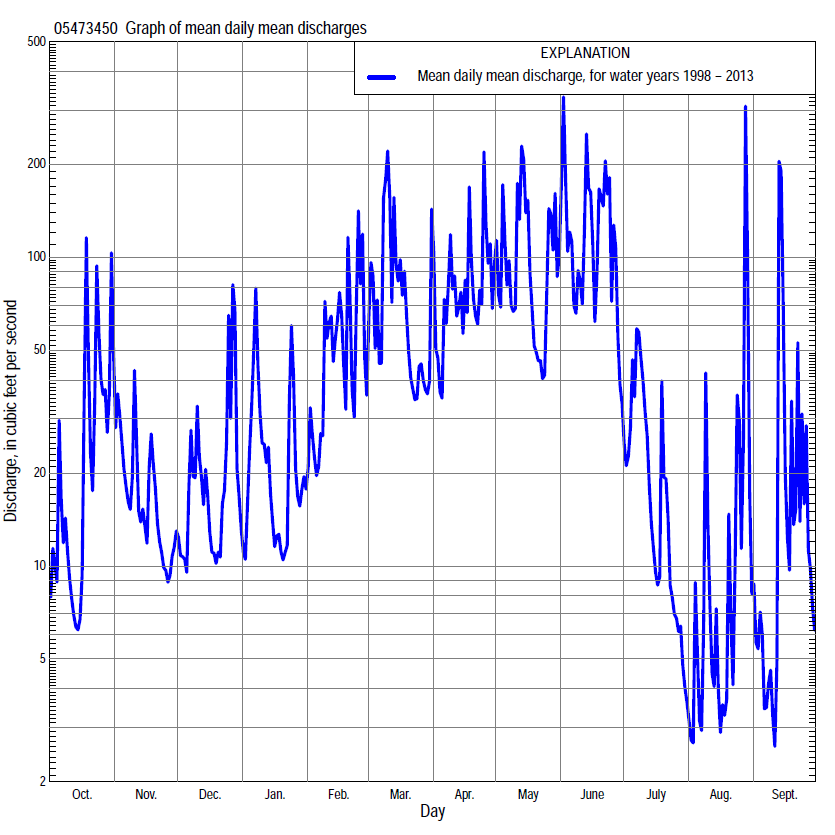 05473450 Graph of mean daily mean discharges
EXPLANATION
Mean daily mean discharge, for water years 1998 – 2013
Discharge, in cubic feet per second
500
200
100
50
20
10
5
2
Oct. Nov. Dec. Jan. Feb. Mar. Apr. May June July Aug. Sept.
Day